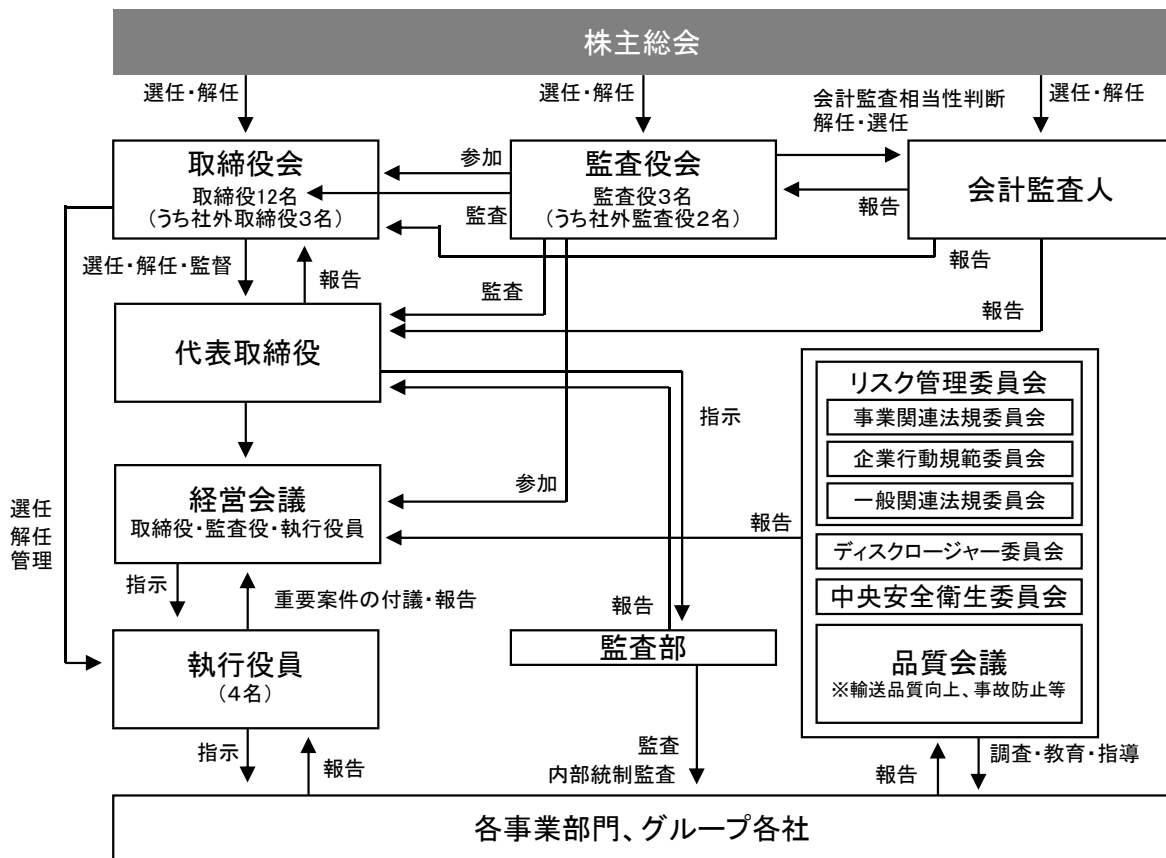 株主総会
選任・解任
選任・解任
会計監査相当性判断
解任・選任
選任・解任
取締役会
取締役12名
(うち社外取締役3名)
参加
監査
監査役会
監査役3名
(うち社外監査役2名)
報告
会計監査人
選任・解任・監督
報告
監査
報告
報告
代表取締役
指示
リスク管理委員会
事業関連法規委員会
企業行動規範委員会
一般関連法規委員会
ディスクロージャー委員会
中央安全衛生委員会
品質会議
※輸送品質向上、事故防止等
経営会議
取締役・監査役・執行役員
参加
報告
選任
解任
管理
指示
重要案件の付議・報告
報告
監査部
執行役員
(4名)
指示
報告
監査
内部統制監査
報告
調査・教育・指導
各事業部門、グループ各社